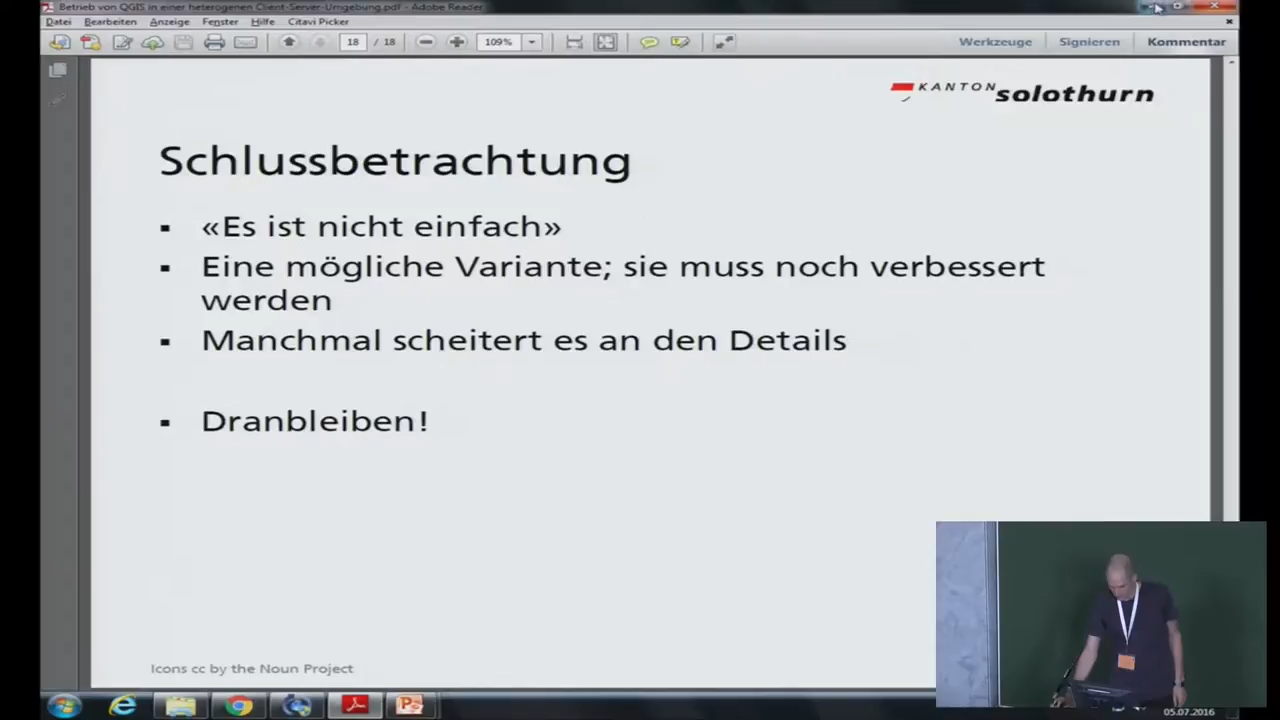 Betrieb von QGIS in einer heterogenen Client-Server-Umgebung.pdf - Adobe Reader
Datei Bearbeiten Anzeige Fenster Hilfe Citavi Picker
18 / 18 109% Werkzeuge Signieren Kommentar
KANTON solothurn
Schlussbetrachtung
▪ «Es ist nicht einfach»
▪ Eine mögliche Variante; sie muss noch verbessert
werden
▪ Manchmal scheitert es an den Details
▪ Dranbleiben!
Icons cc by the Noun Project
05.07.2016